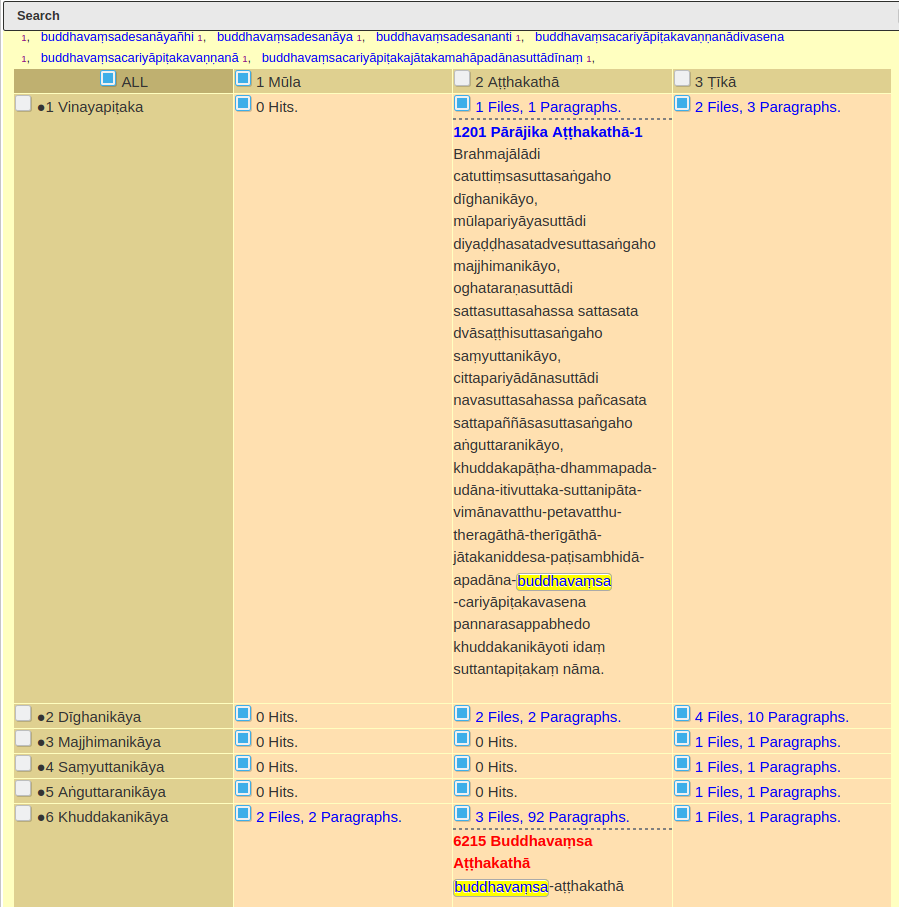 Search
1, buddhavaṃsadesanāyañhi 1, buddhavaṃsadesanāya 1, buddhavaṃsadesananti 1, buddhavaṃsacariyāpiṭakavaṇṇanādivasena
1, buddhavaṃsacariyāpiṭakavaṇṇanā 1, buddhavaṃsacariyāpiṭakajātakamahāpadānasuttādīnaṃ 1,
ALL 1 Mūla 2 Aṭṭhakathā 3 Ṭīkā
●1 Vinayapiṭaka 0 Hits. 1 Files, 1 Paragraphs. 2 Files, 3 Paragraphs.
1201 Pārājika Aṭṭhakathā-1
Brahmajālādi
catuttiṃsasuttasaṅgaho
dīghanikāyo,
mūlapariyāyasuttādi
diyaḍḍhasatadvesuttasaṅgaho
majjhimanikāyo,
oghataraṇasuttādi
sattasuttasahassa sattasata
dvāsaṭṭhisuttasaṅgaho
saṃyuttanikāyo,
cittapariyādānasuttādi
navasuttasahassa pañcasata
sattapaññāsasuttasaṅgaho
aṅguttaranikāyo,
khuddakapāṭha-dhammapada-
udāna-itivuttaka-suttanipāta-
vimānavatthu-petavatthu-
theragāthā-therīgāthā-
jātakaniddesa-paṭisambhidā-
apadāna-buddhavaṃsa
-cariyāpiṭakavasena
pannarasappabhedo
khuddakanikāyoti idaṃ
suttantapiṭakaṃ nāma.
●2 Dīghanikāya 0 Hits. 2 Files, 2 Paragraphs. 4 Files, 10 Paragraphs.
●3 Majjhimanikāya 0 Hits. 0 Hits. 1 Files, 1 Paragraphs.
●4 Saṃyuttanikāya 0 Hits. 0 Hits. 1 Files, 1 Paragraphs.
●5 Aṅguttaranikāya 0 Hits. 0 Hits. 1 Files, 1 Paragraphs.
●6 Khuddakanikāya 2 Files, 2 Paragraphs. 3 Files, 92 Paragraphs. 1 Files, 1 Paragraphs.
6215 Buddhavaṃsa
Aṭṭhakathā
buddhavaṃsa-aṭṭhakathā